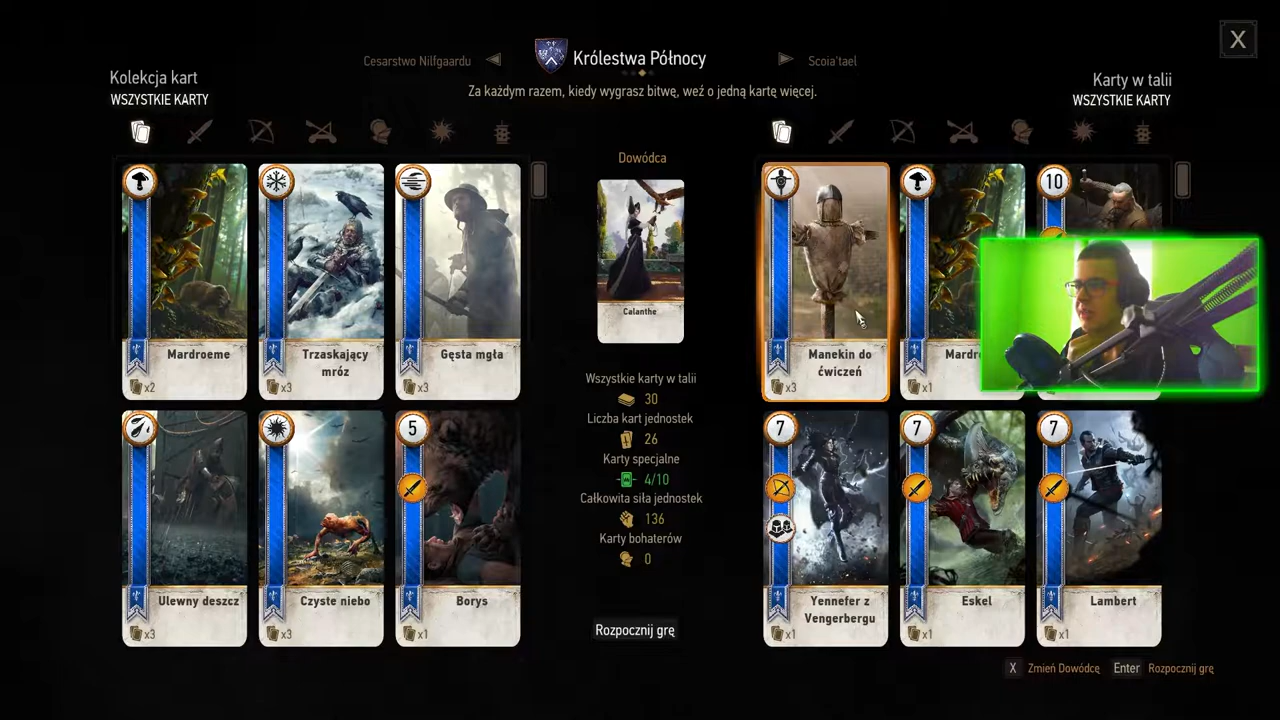 Cesarstwo Nilfgaardu
Królestwa Północy
Scoia'tael
X
Kolekcja kart
WSZYSTKIE KARTY
Za każdym razem, kiedy wygrasz bitwę, weź o jedną kartę więcej.
Karty w talii
WSZYSTKIE KARTY
Mardroeme
x2
Trzaskający
mróz
x3
Gęsta mgła
x3
Ulewny deszcz
x3
Czyste niebo
x3
5
Borys
x1
Dowódca
Calanthe
Wszystkie karty w talii
30
Liczba kart jednostek
26
Karty specjalne
4/10
Całkowita siła jednostek
136
Karty bohaterów
0
Rozpocznij grę
Manekin do
ćwiczeń
x3
x1
10
7
Yennefer z
Vengerbergu
x1
7
Eskel
x1
7
Lambert
x1
X Zmień Dowódcę Enter Rozpocznij grę